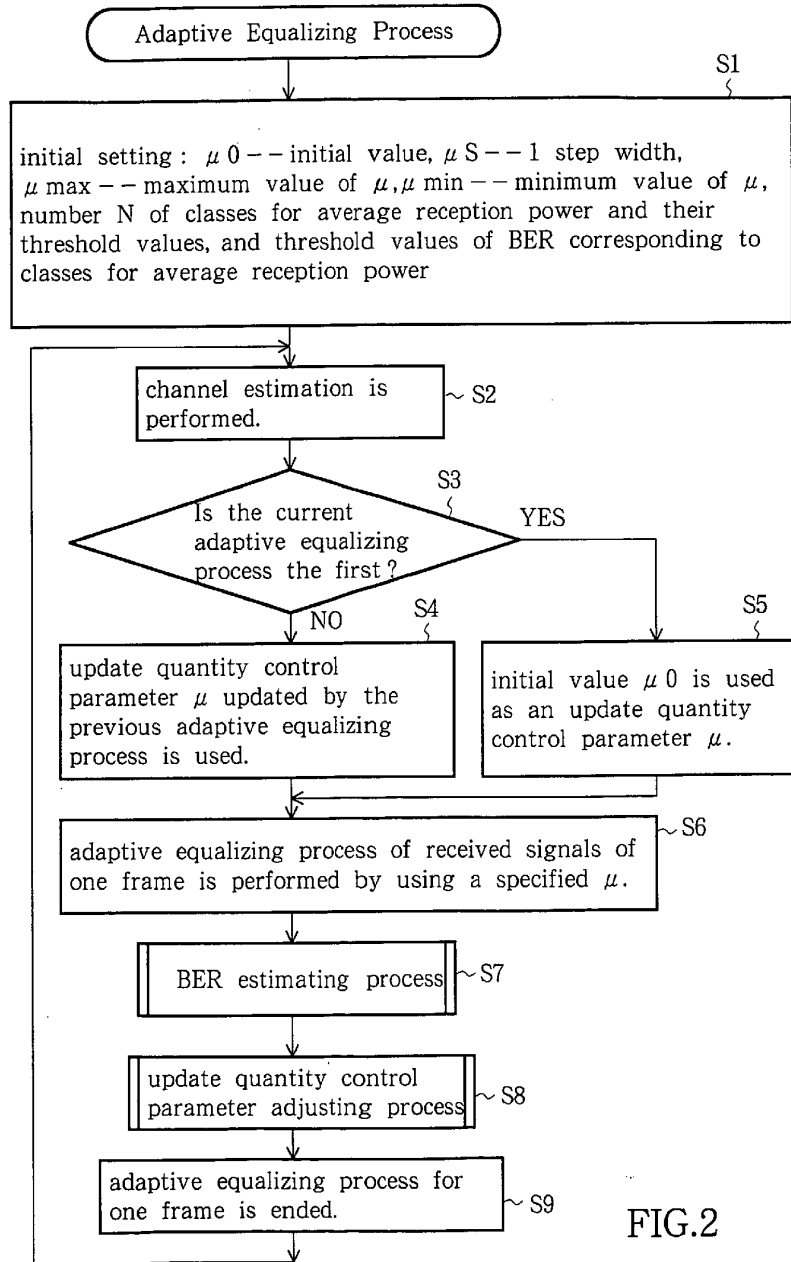 Adaptive Equalizing Process
S1
initial setting : μ 0 -- initial value, μ S -- 1 step width,
μ max -- maximum value of μ, μ min -- minimum value of μ,
number N of classes for average reception power and their
threshold values, and threshold values of BER corresponding to
classes for average reception power
channel estimation is
performed.
S2
S3
Is the current
adaptive equalizing
process the first ?
YES
NO
S4
update quantity control
parameter μ updated by the
previous adaptive equalizing
process is used.
S5
initial value μ 0 is used
as an update quantity
control parameter μ.
S6
adaptive equalizing process of received signals of
one frame is performed by using a specified μ.
BER estimating process
S7
update quantity control
parameter adjusting process
S8
adaptive equalizing process for
one frame is ended.
S9
FIG.2